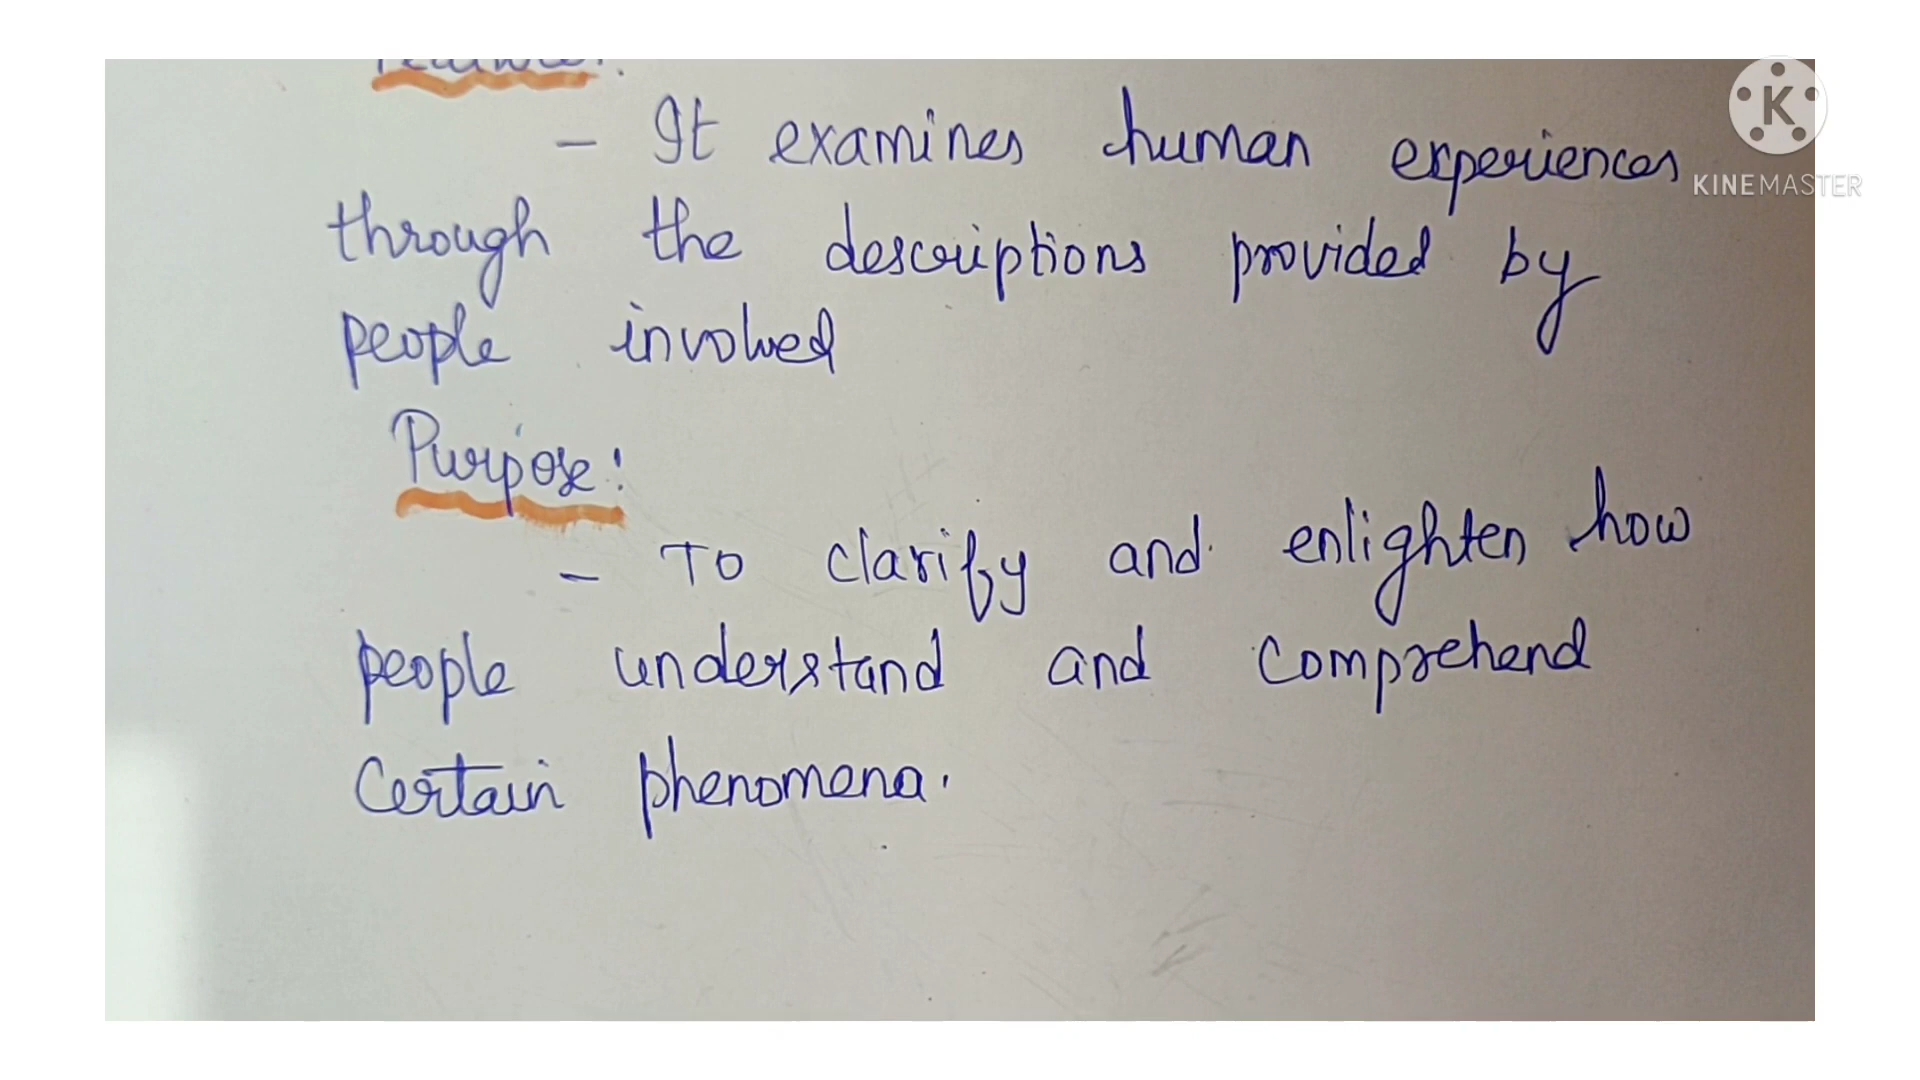 - It examines human experiences
through the descriptions provided by
people involved
Purpose:
- To clarify and enlighten how
people understand and comprehend
Certain phenomena.
KINEMASTER